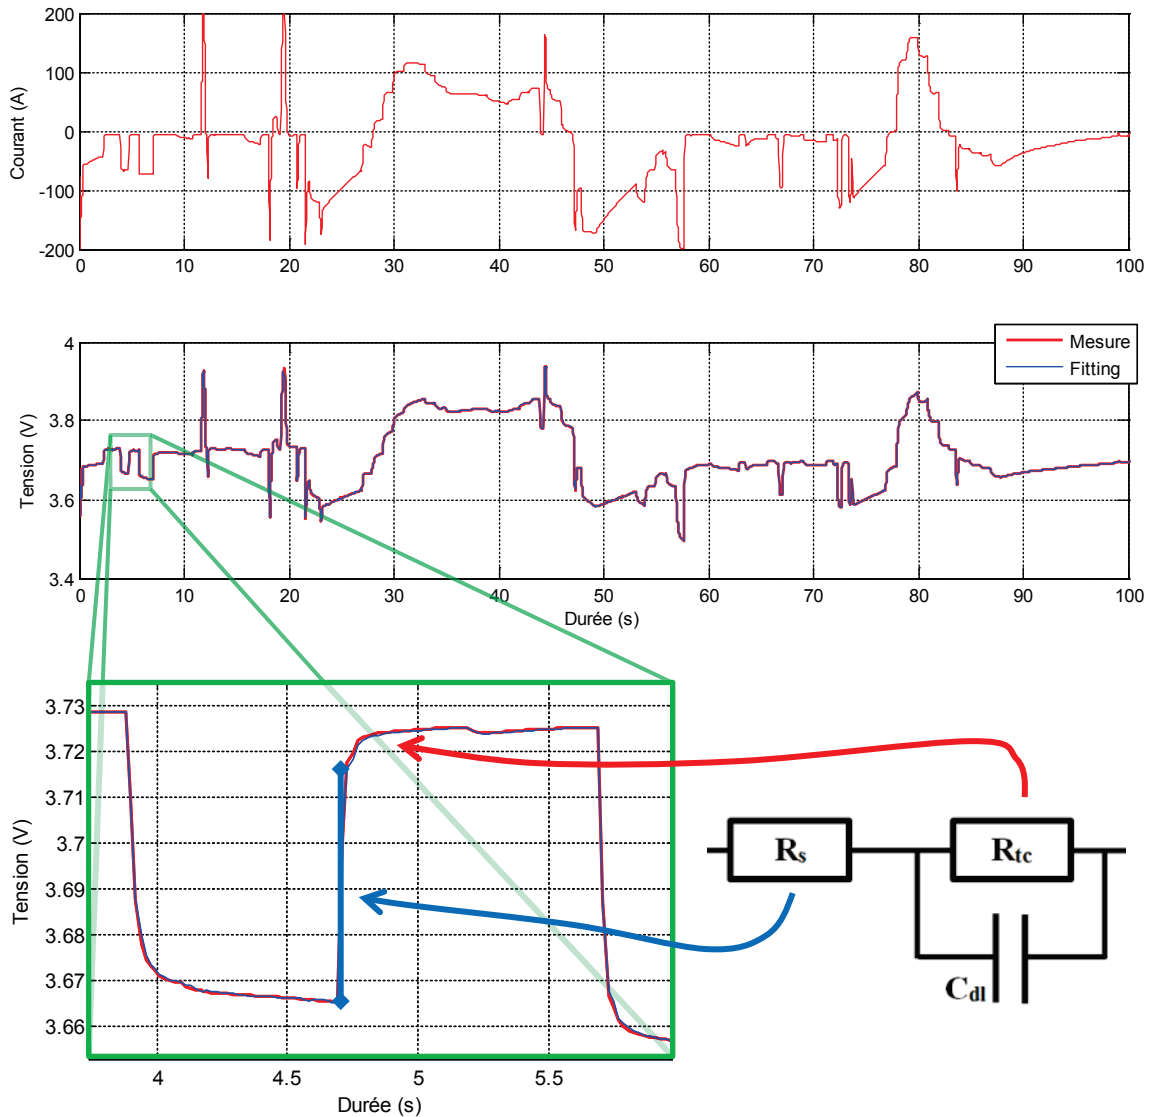 200
100
0
-100
-200
Courant (A)
0 10 20 30 40 50 60 70 80 90 100
4
3.8
3.6
3.4
Tension (V)
Mesure
Fitting
0 10 20 30 40 50 60 70 80 90 100
Durée (s)
3.73
3.72
3.71
3.7
3.69
3.68
3.67
3.66
Tension (V)
4 4.5 5 5.5
Durée (s)
Rs
Rtc
Cdl